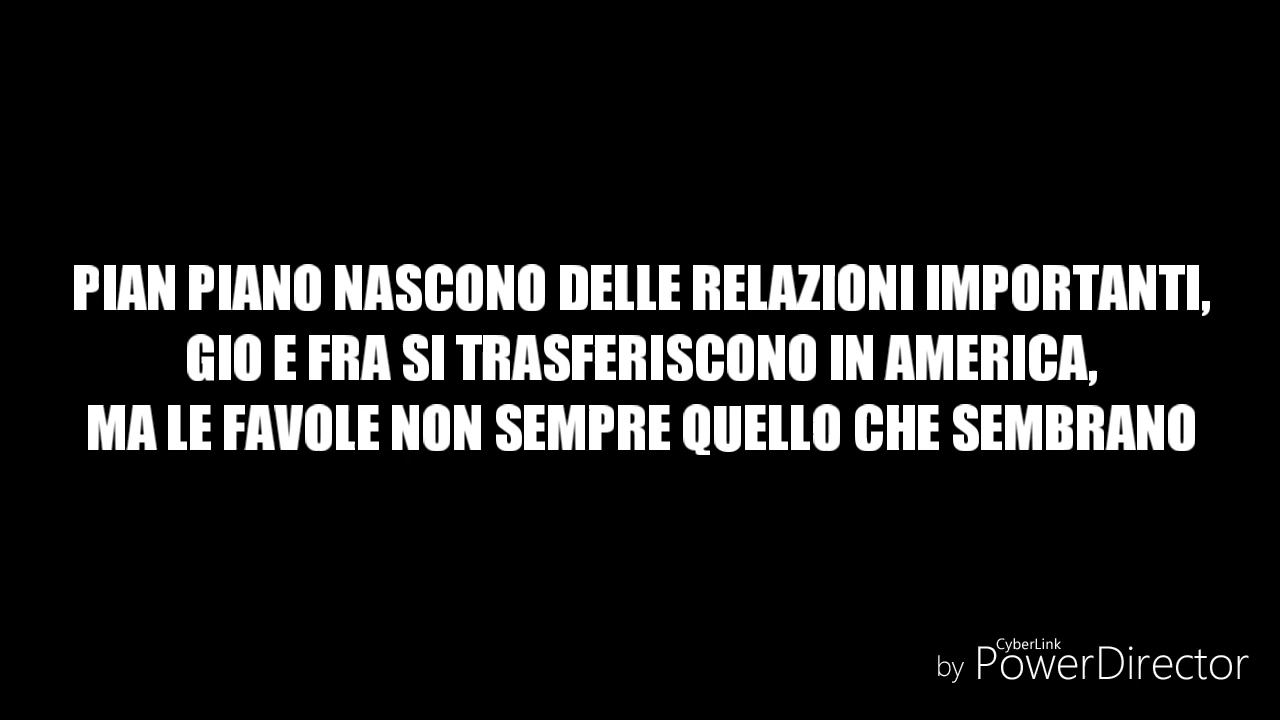 PIAN PIANO NASCONO DELLE RELAZIONI IMPORTANTI,
GIO E FRA SI TRASFERISCONO IN AMERICA,
MA LE FAVOLE NON SEMPRE QUELLO CHE SEMBRANO
CyberLink
by PowerDirector